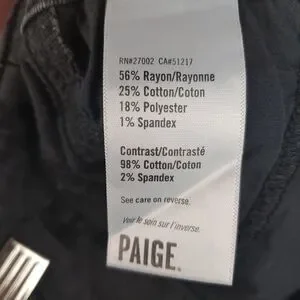 RN#27002 CA#51217
56% Rayon/Rayonne
25% Cotton/Coton
18% Polyester
1% Spandex
Contrast/Contrasté
98% Cotton/Coton
2% Spandex
See care on reverse.
Voir le soin sur l'inverse.
PAIGE.